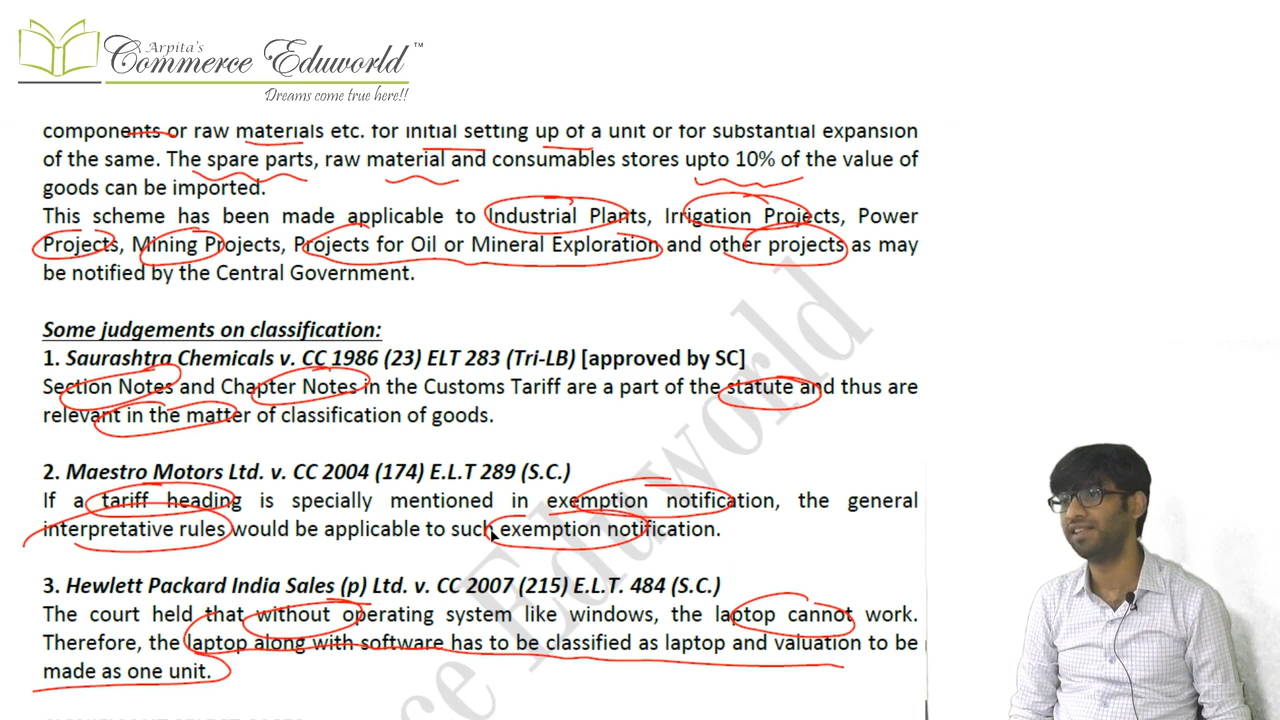 Arpita's
Commerce Eduworld™
Dreams come true here!!
components or raw materials etc. for initial setting up of a unit or for substantial expansion
of the same. The spare parts, raw material and consumables stores upto 10% of the value of
goods can be imported.
This scheme has been made applicable to Industrial Plants, Irrigation Projects, Power
Projects, Mining Projects, Projects for Oil or Mineral Exploration and other projects as may
be notified by the Central Government.
Some judgements on classification:
1. Saurashtra Chemicals v. CC 1986 (23) ELT 283 (Tri-LB) [approved by SC]
Section Notes and Chapter Notes in the Customs Tariff are a part of the statute and thus are
relevant in the matter of classification of goods.
2. Maestro Motors Ltd. v. CC 2004 (174) E.L.T 289 (S.C.)
If a tariff heading is specially mentioned in exemption notification, the general
interpretative rules would be applicable to such exemption notification.
3. Hewlett Packard India Sales (p) Ltd. v. CC 2007 (215) E.L.T. 484 (S.C.)
The court held that without operating system like windows, the laptop cannot work.
Therefore, the laptop along with software has to be classified as laptop and valuation to be
made as one unit.
ce Eduworld